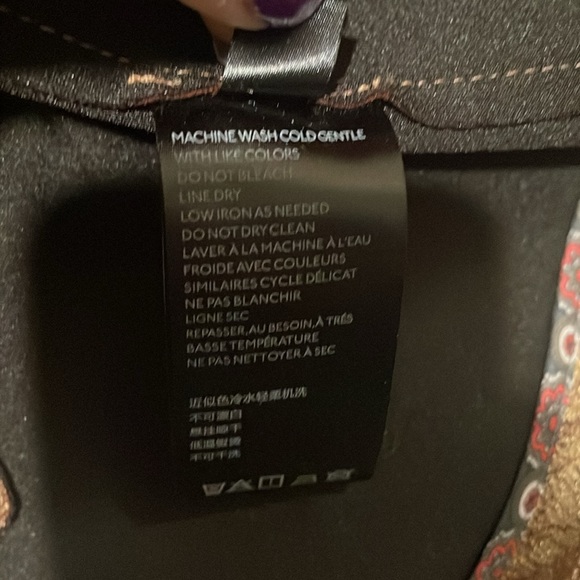 MACHINE WASH COLD GENTLE
WITH LIKE COLORS
DO NOT BLEACH
LINE DRY
LOW IRON AS NEEDED
DO NOT DRY CLEAN
LAVER À LA MACHINE À L'EAU
FROIDE AVEC COULEURS
SIMILAIRES CYCLE DÉLICAT
NE PAS BLANCHIR
LIGNE SEC
REPASSER, AU BESOIN, À TRÉS
BASSE TEMPÉRATURE
NE PAS NETTOYER À SEC
近似色冷水轻柔机洗
不可漂白
悬挂晾干
低温熨烫
不可干洗